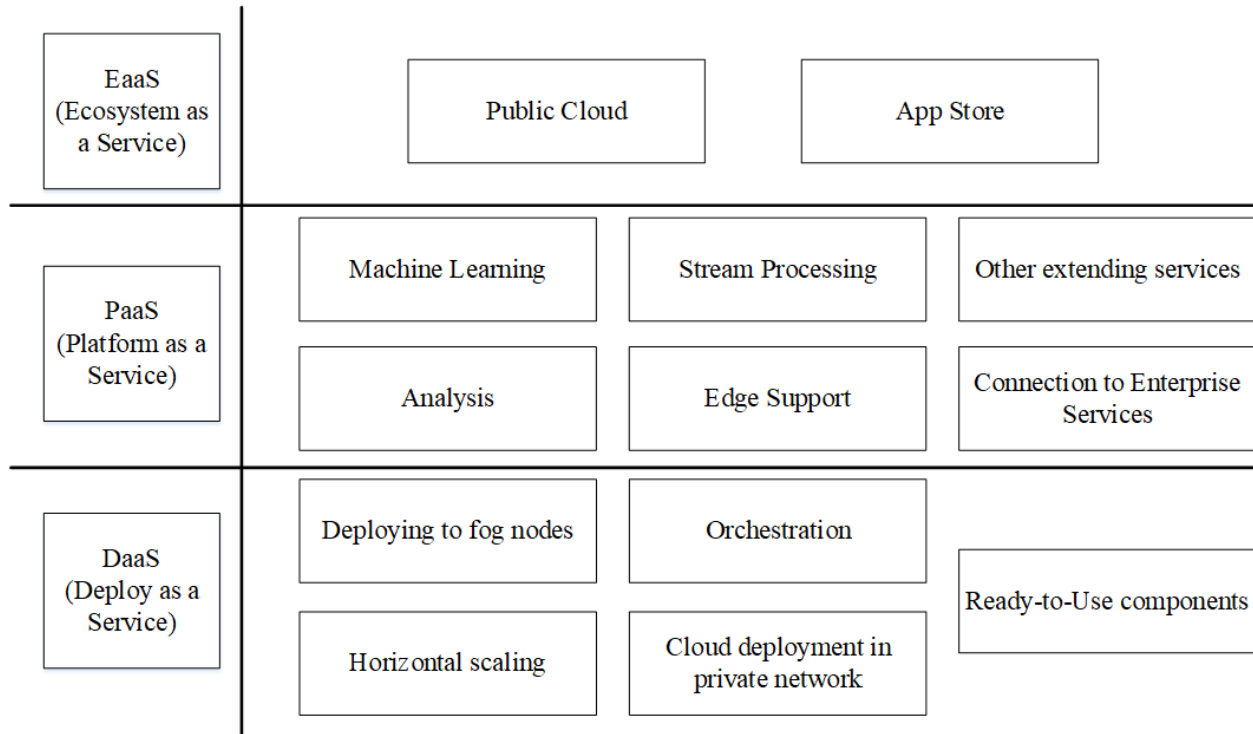 EaaS
(Ecosystem as
a Service)
Public Cloud
App Store
PaaS
(Platform as a
Service)
Machine Learning
Stream Processing
Other extending services
Analysis
Edge Support
Connection to Enterprise
Services
DaaS
(Deploy as a
Service)
Deploying to fog nodes
Orchestration
Ready-to-Use components
Horizontal scaling
Cloud deployment in
private network